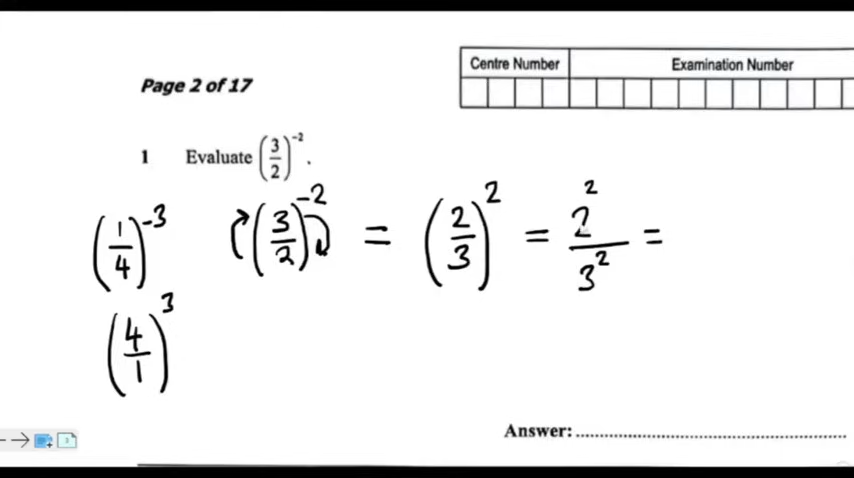 Centre Number Examination Number
Page 2 of 17
1 Evaluate (3/2)^-2.
(1/4)^-3 (3/2)^-2 = (2/3)^2 = 2^2/3^2 =
(4/1)^3
Answer: